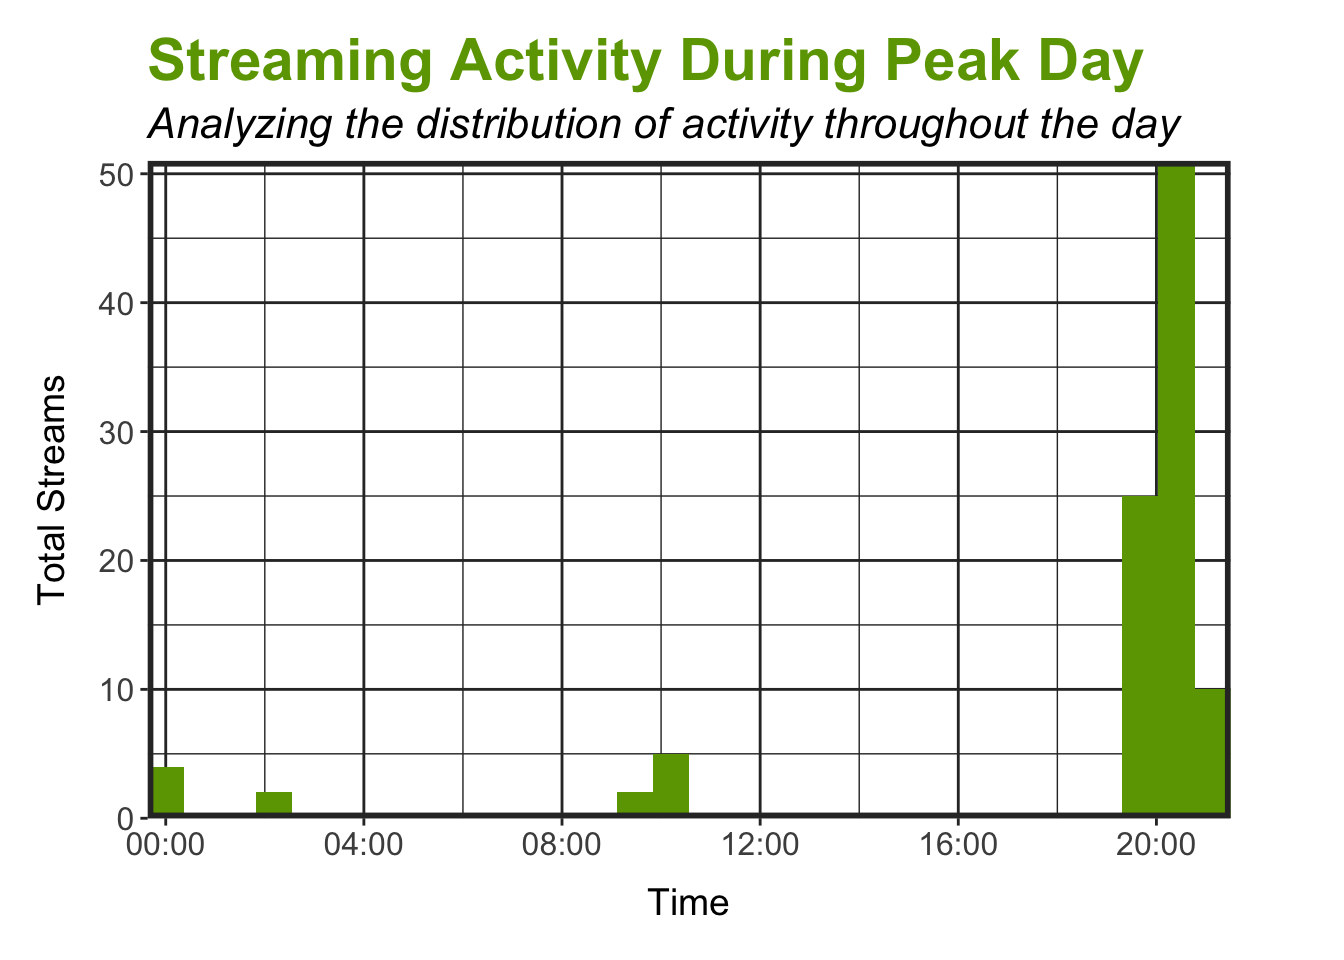 Streaming Activity During Peak Day
Analyzing the distribution of activity throughout the day
50
40
30
20
10
0
Total Streams
00:00 04:00 08:00 12:00 16:00 20:00
Time